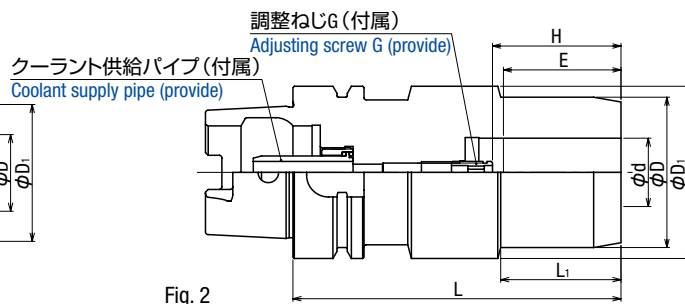 調整ねじG(付属)
Adjusting screw G (provide)
クーラント供給パイプ(付属)
Coolant supply pipe (provide)
H
E
φD
φD₁
φd
φD
φD₁
L₁
L
Fig. 2